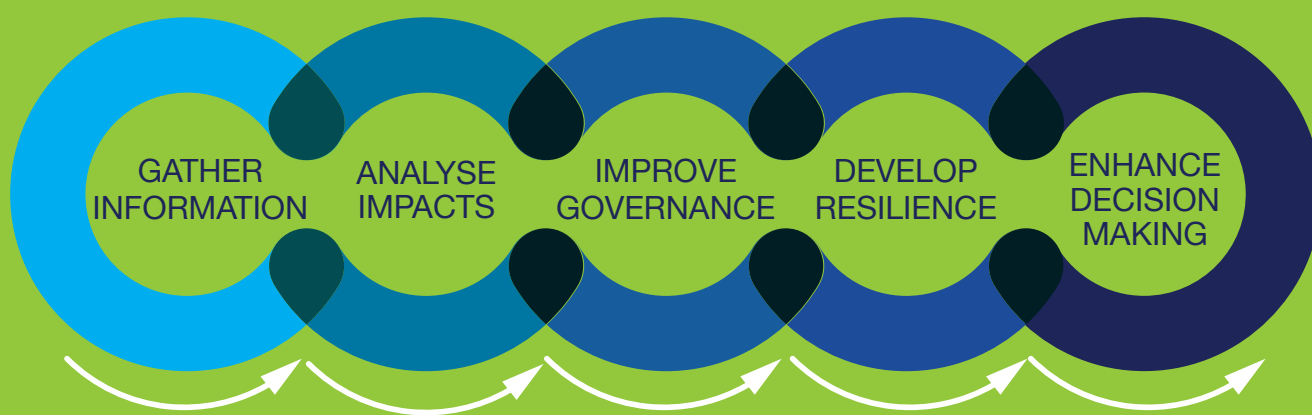 GATHER
INFORMATION
ANALYSE
IMPACTS
IMPROVE
GOVERNANCE
DEVELOP
RESILIENCE
ENHANCE
DECISION
MAKING